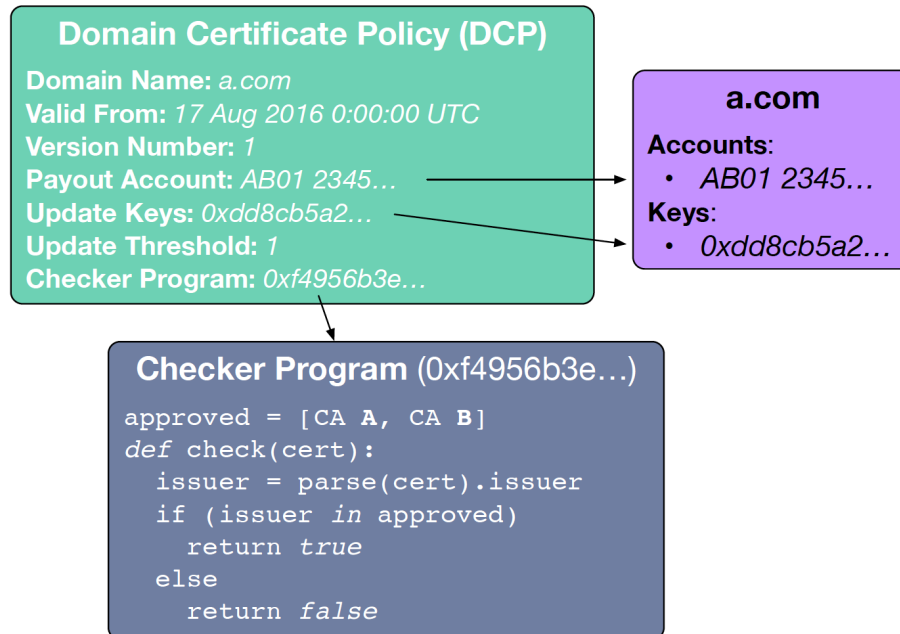 Domain Certificate Policy (DCP)
Domain Name: a.com
Valid From: 17 Aug 2016 0:00:00 UTC
Version Number: 1
Payout Account: AB01 2345…
Update Keys: 0xdd8cb5a2…
Update Threshold: 1
Checker Program: 0xf4956b3e…
a.com
Accounts:
• AB01 2345…
Keys:
• 0xdd8cb5a2…
Checker Program (0xf4956b3e…)
approved = [CA A, CA B]
def check(cert):
  issuer = parse(cert).issuer
  if (issuer in approved)
    return true
  else
    return false